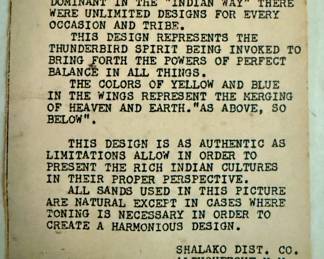 DOMINANT IN THE "INDIAN WAY" THERE
WERE UNLIMITED DESIGNS FOR EVERY
OCCASION AND TRIBE.
THIS DESIGN REPRESENTS THE
THUNDERBIRD SPIRIT BEING INVOKED TO
BRING FORTH THE POWERS OF PERFECT
BALANCE IN ALL THINGS.
THE COLORS OF YELLOW AND BLUE
IN THE WINGS REPRESENT THE MERGING
OF HEAVEN AND EARTH."AS ABOVE, SO
BELOW".
THIS DESIGN IS AS AUTHENTIC AS
LIMITATIONS ALLOW IN ORDER TO
PRESENT THE RICH INDIAN CULTURES
IN THEIR PROPER PERSPECTIVE.
ALL SANDS USED IN THIS PICTURE
ARE NATURAL EXCEPT IN CASES WHERE
TONING IS NECESSARY IN ORDER TO
CREATE A HARMONIOUS DESIGN.
SHALAKO DIST. CO.
ALBUQUERQUE N.M.